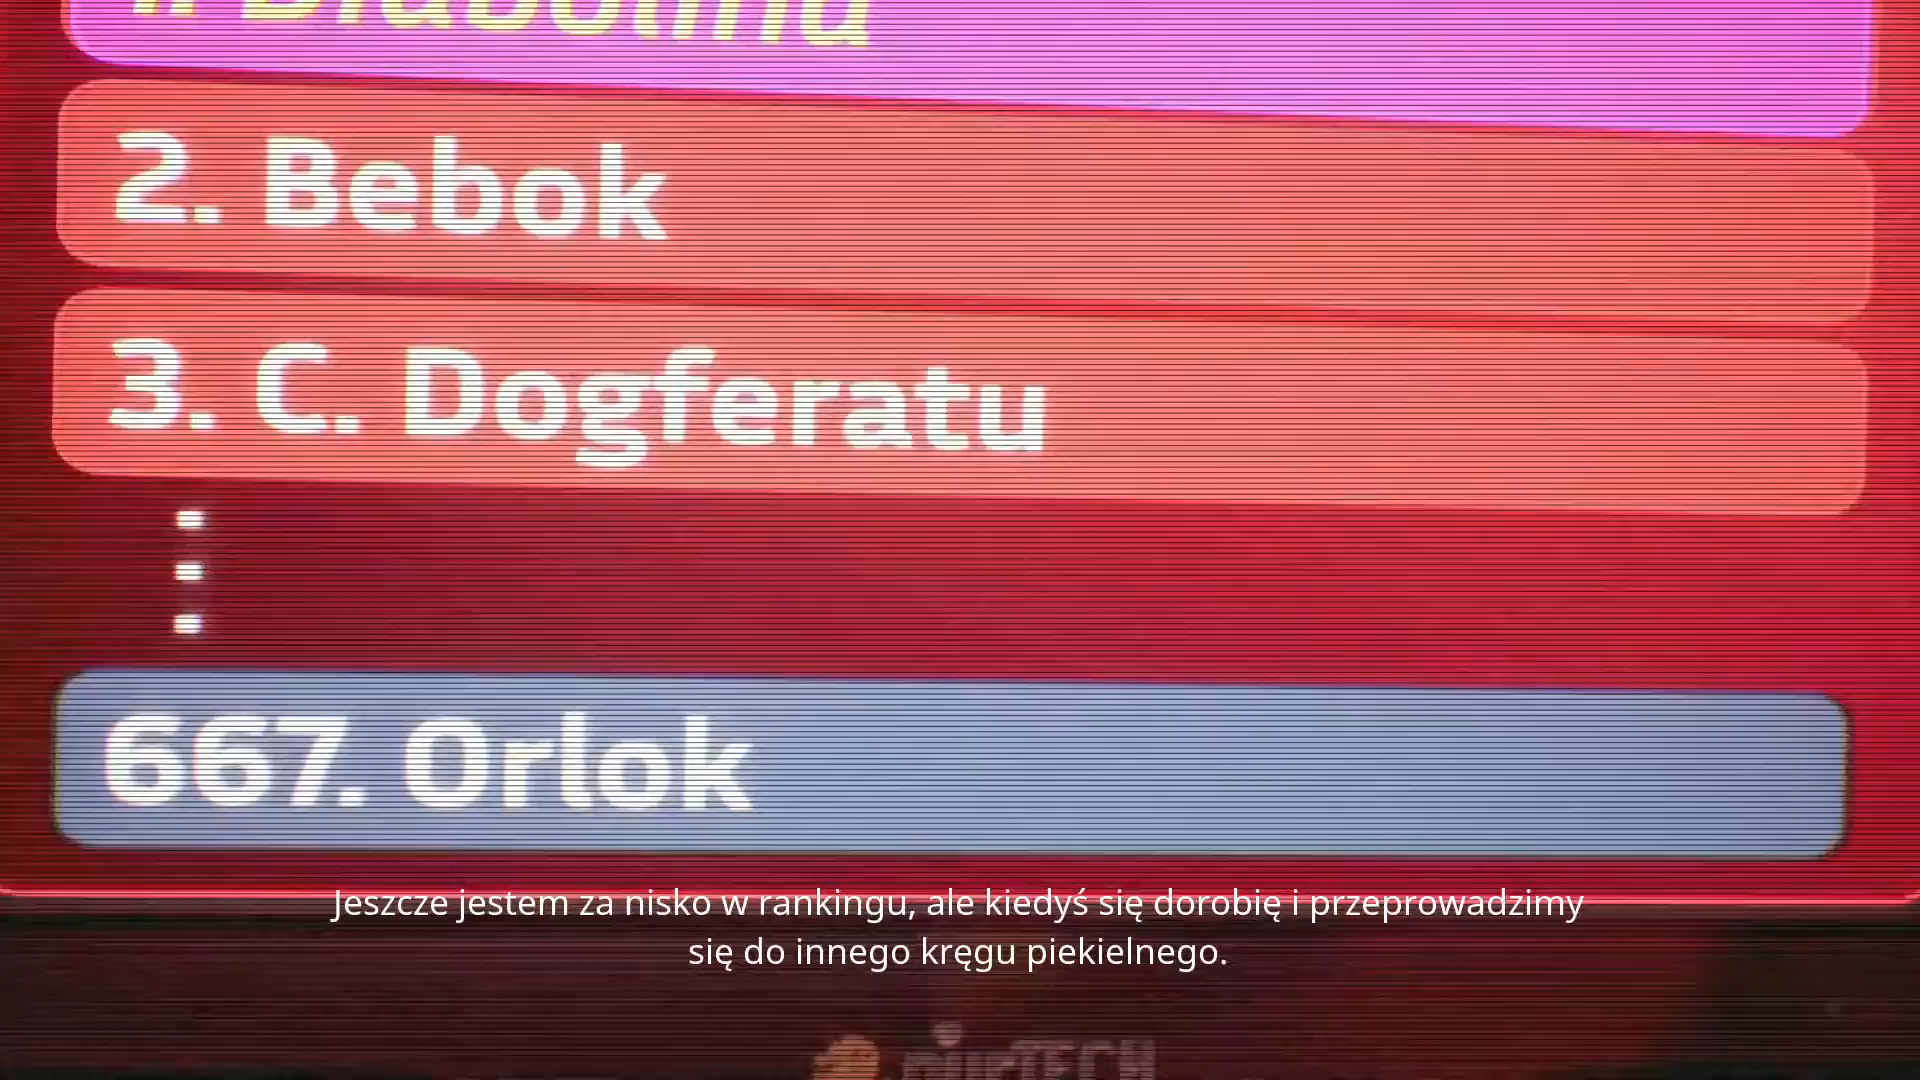 2. Bebok
3. C. Dogferatu
667. Orlok
Jeszcze jestem za nisko w rankingu, ale kiedyś się dorobię i przeprowadzimy
się do innego kręgu piekielnego.